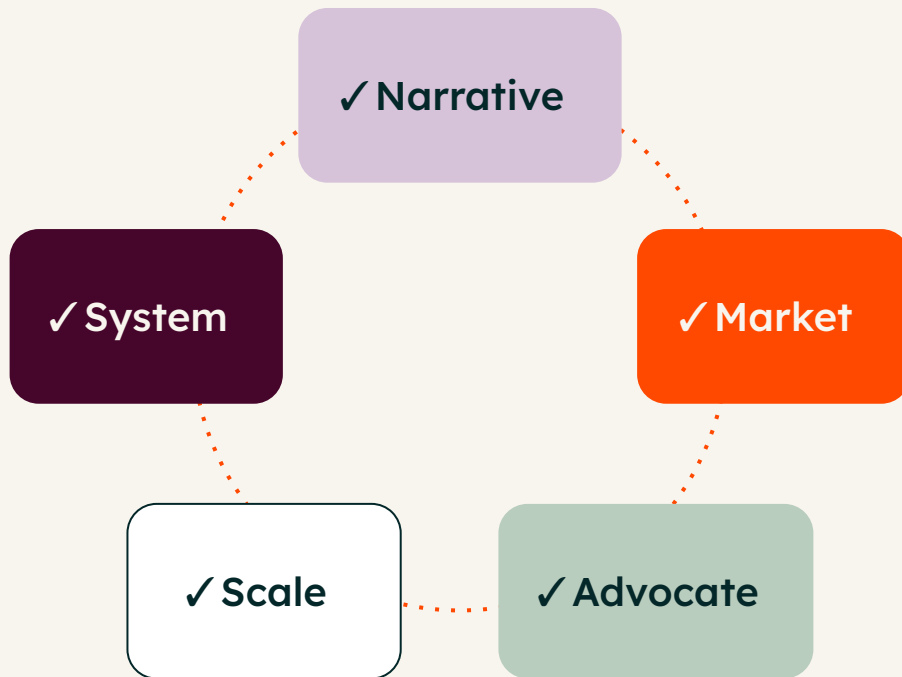 ✓Narrative
✓System
✓Market
✓Scale
✓Advocate